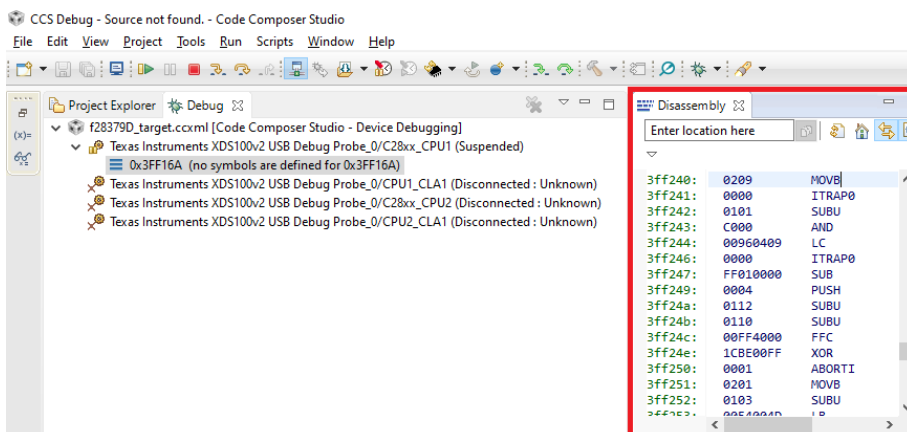 CCS Debug - Source not found. - Code Composer Studio
File Edit View Project Tools Run Scripts Window Help
Project Explorer Debug
f28379D_target.ccxml [Code Composer Studio - Device Debugging]
Texas Instruments XDS100v2 USB Debug Probe_0/C28xx_CPU1 (Suspended)
0x3FF16A (no symbols are defined for 0x3FF16A)
Texas Instruments XDS100v2 USB Debug Probe_0/CPU1_CLA1 (Disconnected : Unknown)
Texas Instruments XDS100v2 USB Debug Probe_0/C28xx_CPU2 (Disconnected : Unknown)
Texas Instruments XDS100v2 USB Debug Probe_0/CPU2_CLA1 (Disconnected : Unknown)
(x)=
Disassembly
Enter location here
3ff240: 0209 MOVB
3ff241: 0000 ITRAP0
3ff242: 0101 SUBU
3ff243: C000 AND
3ff244: 00960409 LC
3ff246: 0000 ITRAP0
3ff247: FF010000 SUB
3ff249: 0004 PUSH
3ff24a: 0112 SUBU
3ff24b: 0110 SUBU
3ff24c: 00FF4000 FFC
3ff24e: 1CBE00FF XOR
3ff250: 0001 ABORTI
3ff251: 0201 MOVB
3ff252: 0103 SUBU